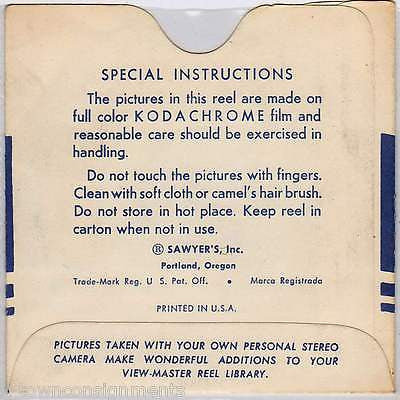 SPECIAL INSTRUCTIONS
The pictures in this reel are made on
full color KODACHROME film and
reasonable care should be exercised in
handling.
Do not touch the pictures with fingers.
Clean with soft cloth or camel's hair brush.
Do not store in hot place. Keep reel in
carton when not in use.
® SAWYER'S, Inc.
Portland, Oregon
Trade-Mark Reg. U. S. Pat. Off. • Marca Registrada
PRINTED IN U.S.A.
PICTURES TAKEN WITH YOUR OWN PERSONAL STEREO
CAMERA MAKE WONDERFUL ADDITIONS TO YOUR
VIEW-MASTER REEL LIBRARY.